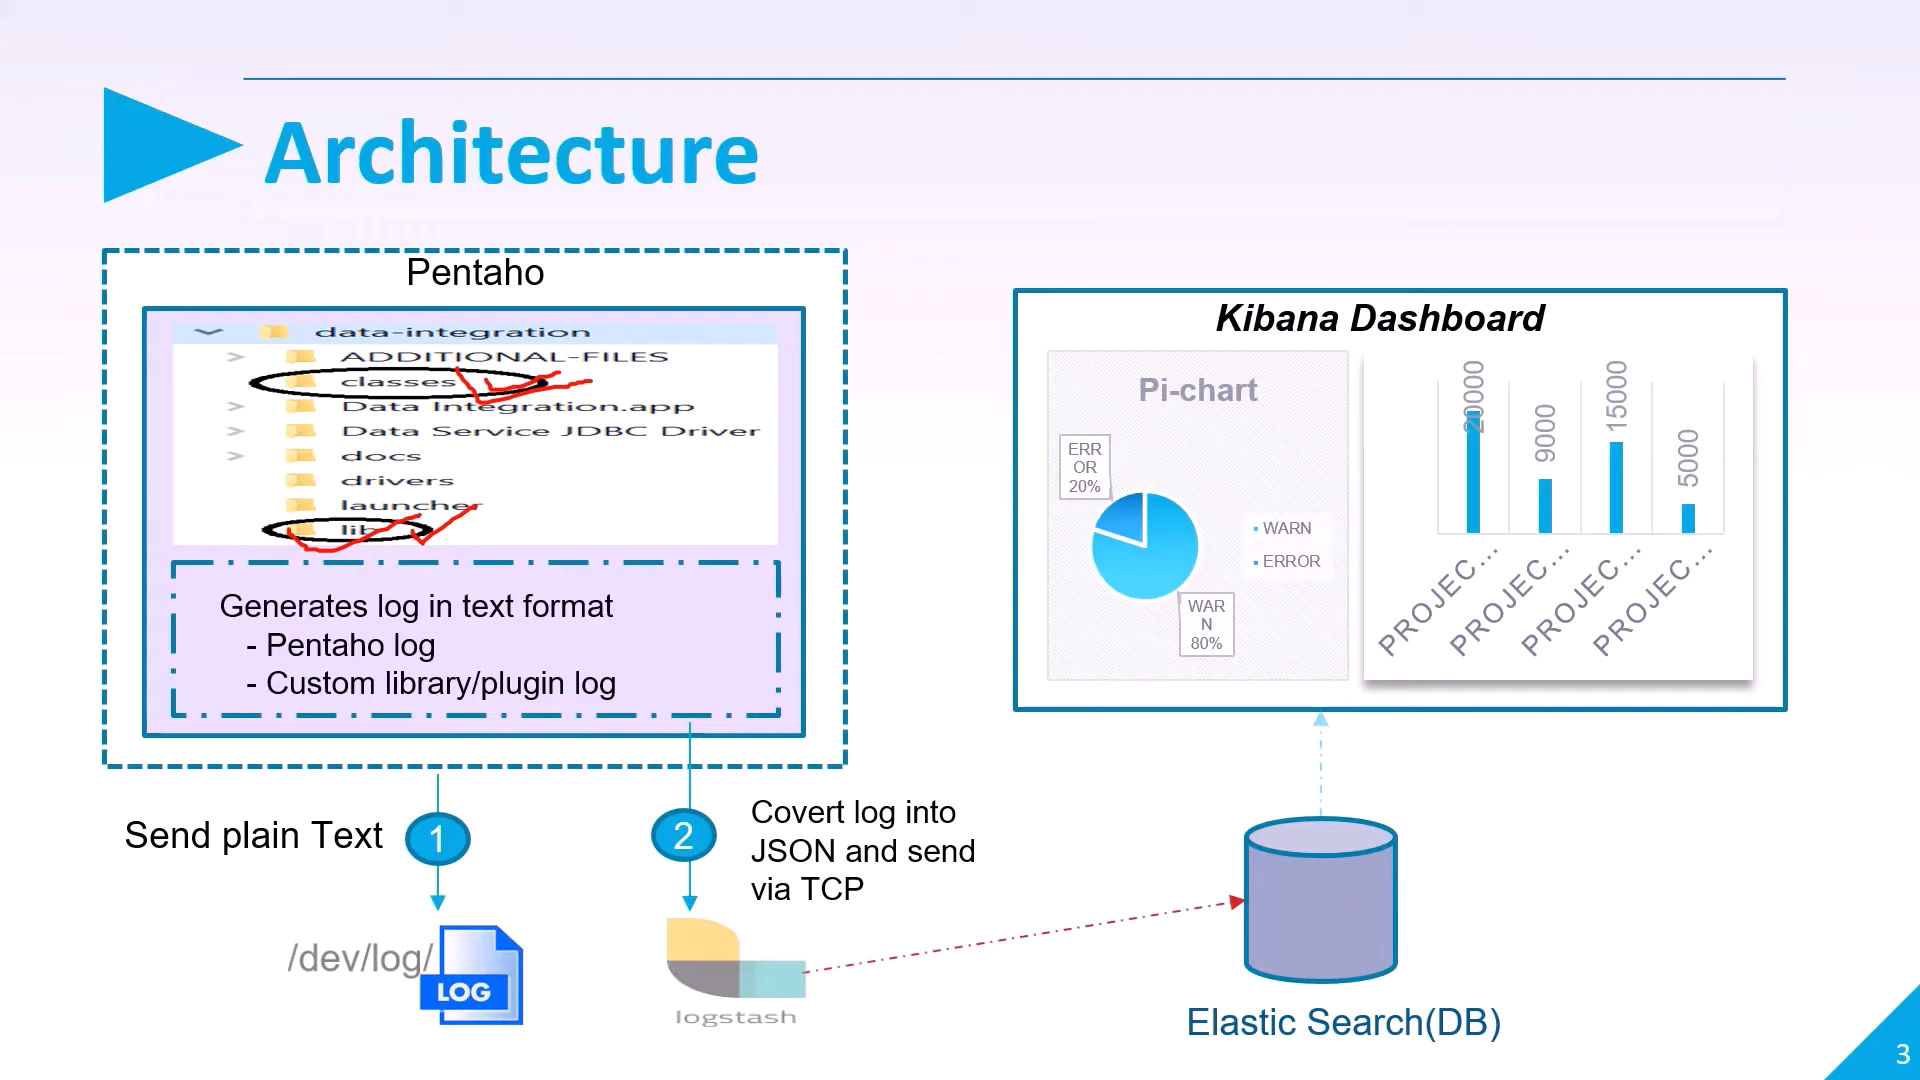 Architecture
Pentaho
data-integration
ADDITIONAL-FILES
classes
Data Integration.app
Data Service JDBC Driver
docs
drivers
launcher
lib
Generates log in text format
- Pentaho log
- Custom library/plugin log
Send plain Text
1
2
Covert log into
JSON and send
via TCP
/dev/log/
LOG
logstash
Kibana Dashboard
Pi-chart
ERR
OR
20%
WAR
N
80%
WARN
ERROR
20000
9000
15000
5000
PROJEC...
PROJEC...
PROJEC...
PROJEC...
Elastic Search(DB)
3